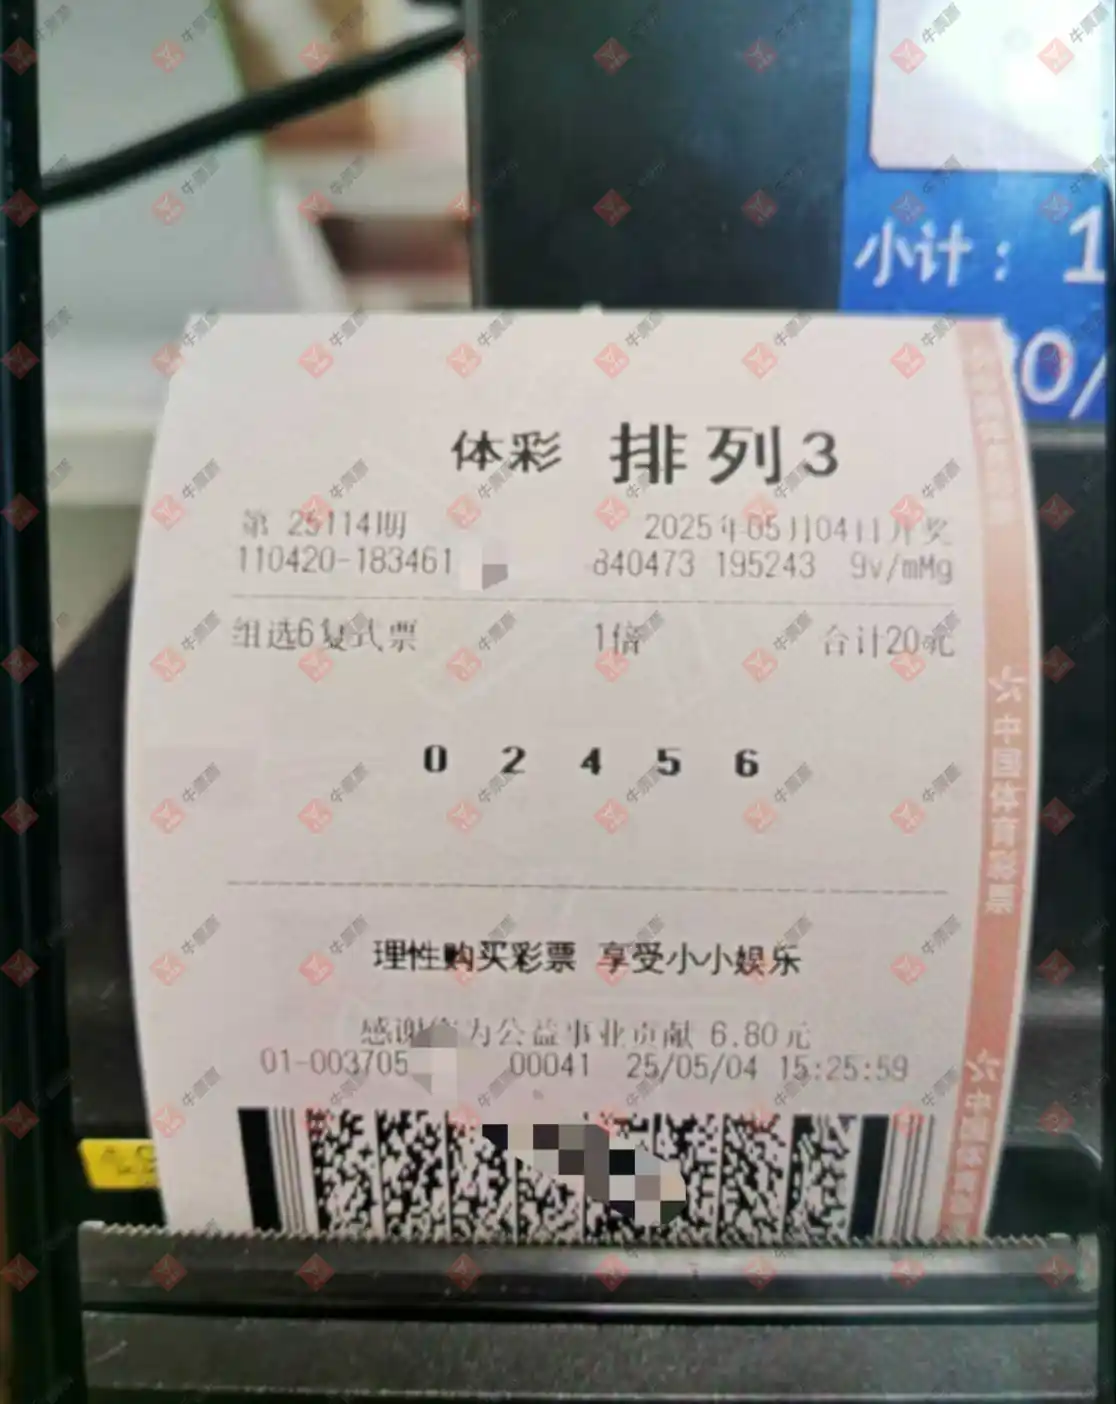 小计：1
0/
体彩 排列3
第 25114期 2025年05月04日开奖
110420-183461 840473 195243 9v/mMg
组选6复式票 1倍 合计20元
0 2 4 5 6
理性购买彩票 享受小小娱乐
感谢您为公益事业贡献 6.80元
01-003705 00041 25/05/04 15:25:59
中国体育彩票